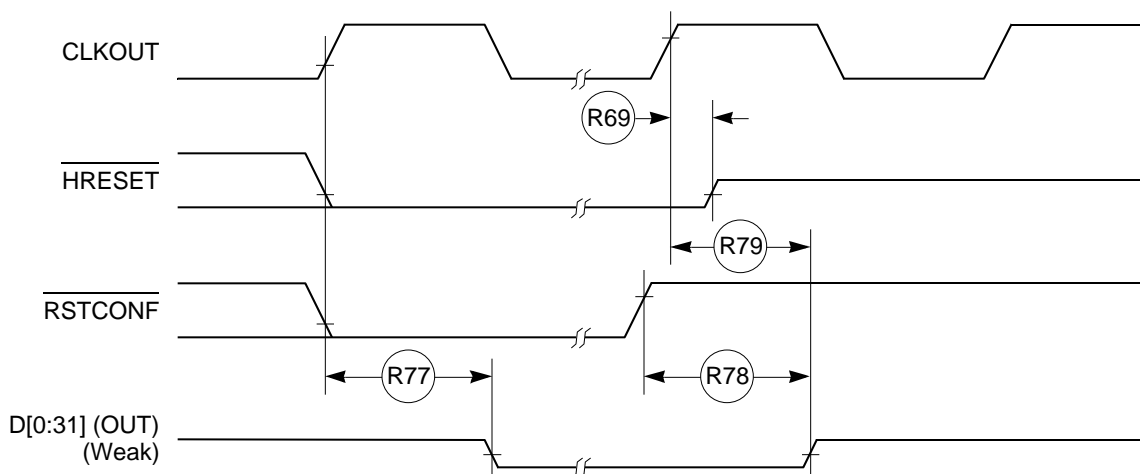 CLKOUT
R69
HRESET
R79
RSTCONF
R77
R78
D[0:31] (OUT)
(Weak)